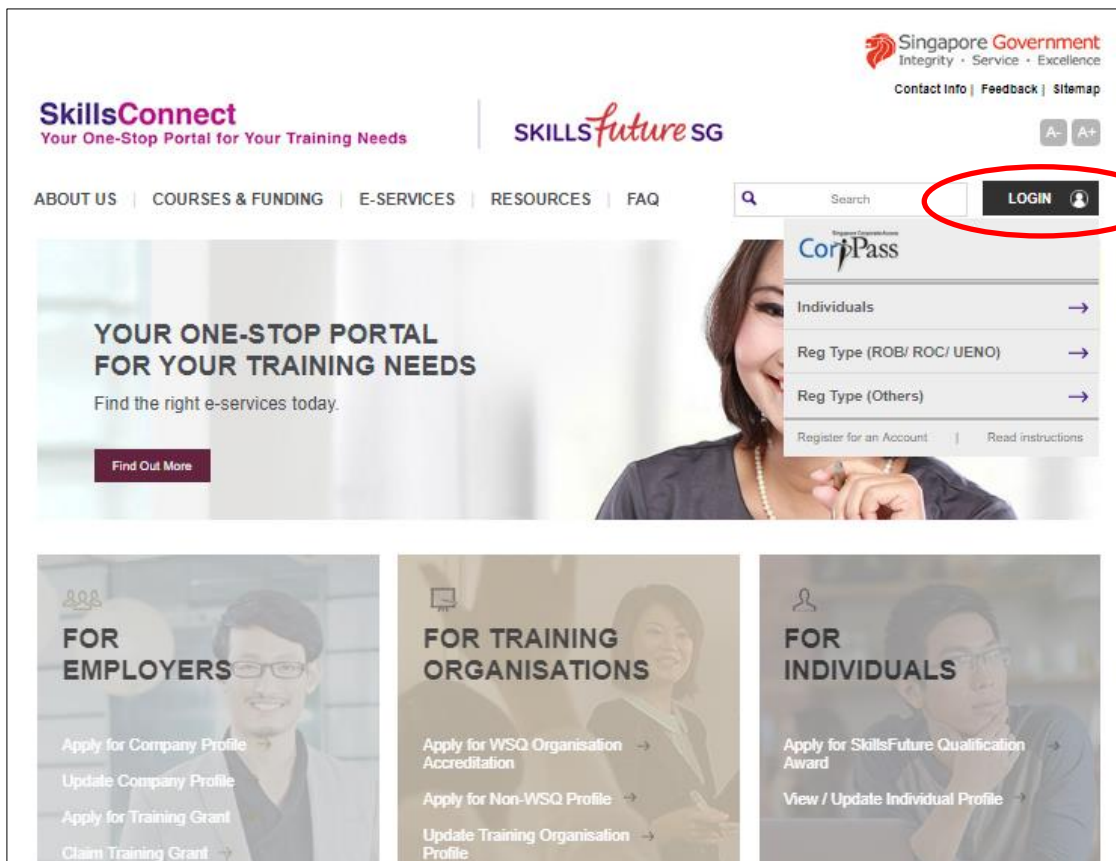 Singapore Government
Integrity · Service · Excellence
Contact Info | Feedback | Sitemap
SkillsConnect
Your One-Stop Portal for Your Training Needs
SKILLSfuture SG
A- A+
ABOUT US | COURSES & FUNDING | E-SERVICES | RESOURCES | FAQ
Search
LOGIN
Singapore Corporate Access
CorpPass
Individuals
Reg Type (ROB/ ROC/ UENO)
Reg Type (Others)
Register for an Account | Read instructions
YOUR ONE-STOP PORTAL
FOR YOUR TRAINING NEEDS
Find the right e-services today.
Find Out More
FOR
EMPLOYERS
Apply for Company Profile
Update Company Profile
Apply for Training Grant
Claim Training Grant
FOR TRAINING
ORGANISATIONS
Apply for WSQ Organisation
Accreditation
Apply for Non-WSQ Profile
Update Training Organisation
Profile
FOR
INDIVIDUALS
Apply for SkillsFuture Qualification
Award
View / Update Individual Profile